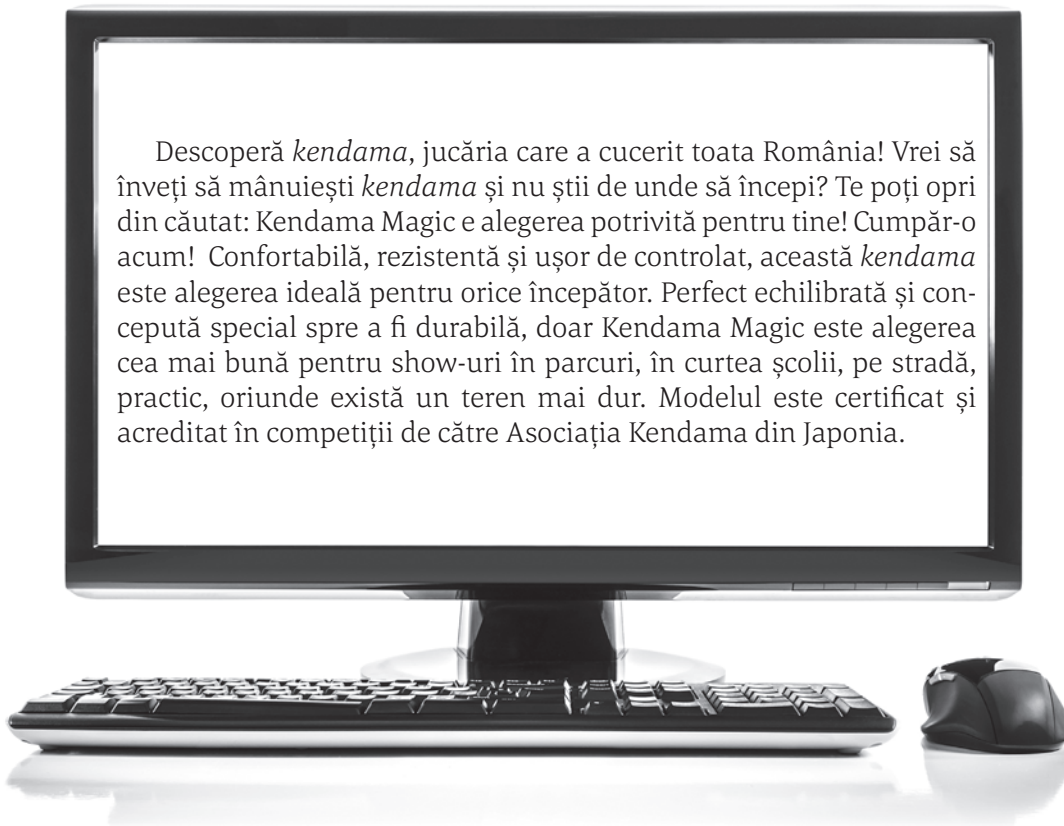 Descoperă kendama, jucăria care a cucerit toata România! Vrei să
înveți să mânuiești kendama și nu știi de unde să începi? Te poți opri
din căutat: Kendama Magic e alegerea potrivită pentru tine! Cumpăr-o
acum! Confortabilă, rezistentă și ușor de controlat, această kendama
este alegerea ideală pentru orice începător. Perfect echilibrată și con-
cepută special spre a fi durabilă, doar Kendama Magic este alegerea
cea mai bună pentru show-uri în parcuri, în curtea școlii, pe stradă,
practic, oriunde există un teren mai dur. Modelul este certificat și
acreditat în competiții de către Asociația Kendama din Japonia.